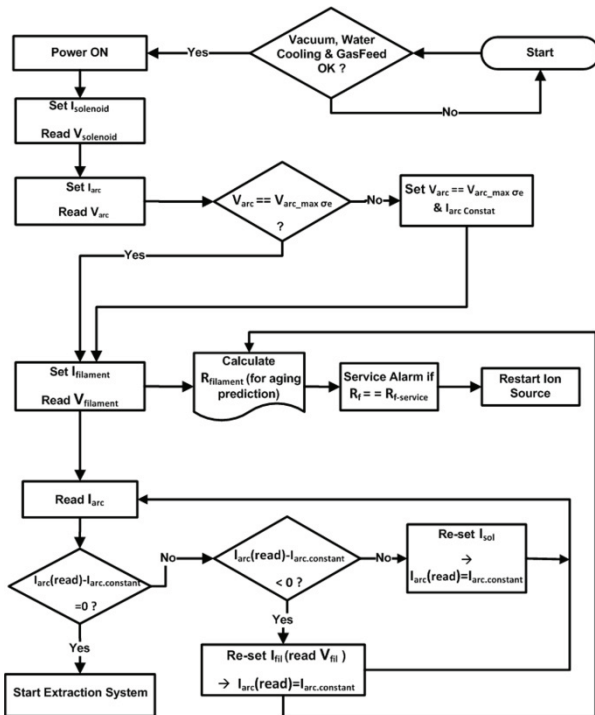 Start
Vacuum, Water
Cooling & GasFeed
OK ?
Yes
No
Power ON
Set Isolenoid
Read Vsolenoid
Set Iarc
Read Varc
Varc == Varc_max σe
?
No
Set Varc == Varc_max σe
& Iarc Constat
Yes
Set Ifilament
Read Vfilament
Calculate
Rfilament (for aging
prediction)
Service Alarm if
Rf = = Rf-service
Restart Ion
Source
Read Iarc
Iarc(read)-Iarc.constant
=0 ?
No
Iarc(read)-Iarc.constant
< 0 ?
No
Re-set Isol
→
Iarc(read)=Iarc.constant
Yes
Yes
Start Extraction System
Re-set Ifil (read Vfil )
→ Iarc(read)=Iarc.constant